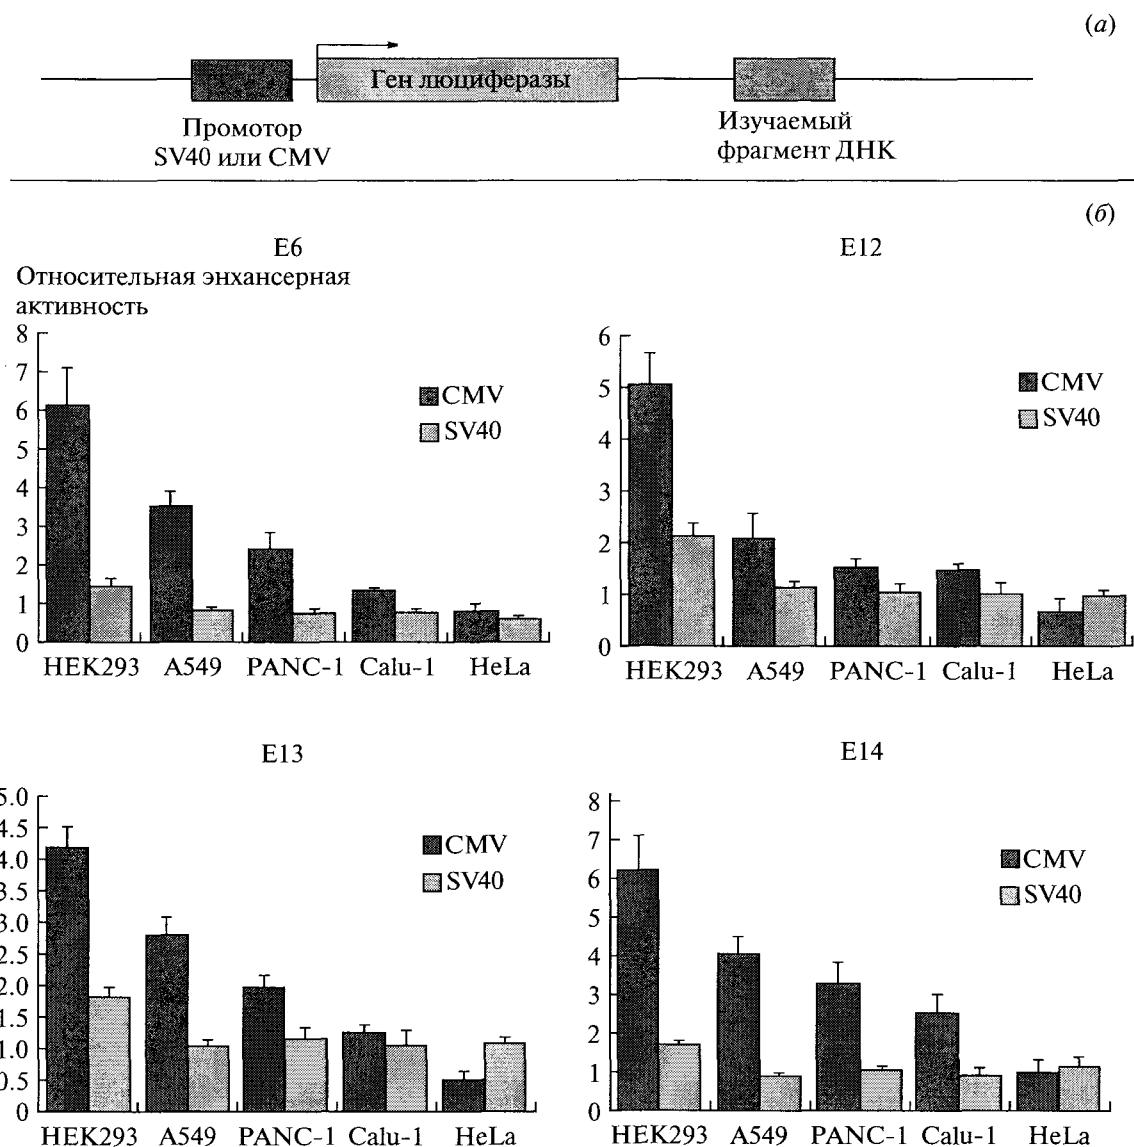 (а)
Ген люциферазы
Промотор
SV40 или CMV
Изучаемый
фрагмент ДНК
(б)
E6
Относительная энхансерная
активность
8
7
6
5
4
3
2
1
0
CMV
SV40
HEK293 A549 PANC-1 Calu-1 HeLa
E12
6
5
4
3
2
1
0
CMV
SV40
HEK293 A549 PANC-1 Calu-1 HeLa
E13
5.0
4.5
4.0
3.5
3.0
2.5
2.0
1.5
1.0
0.5
0
CMV
SV40
HEK293 A549 PANC-1 Calu-1 HeLa
E14
8
7
6
5
4
3
2
1
0
CMV
SV40
HEK293 A549 PANC-1 Calu-1 HeLa